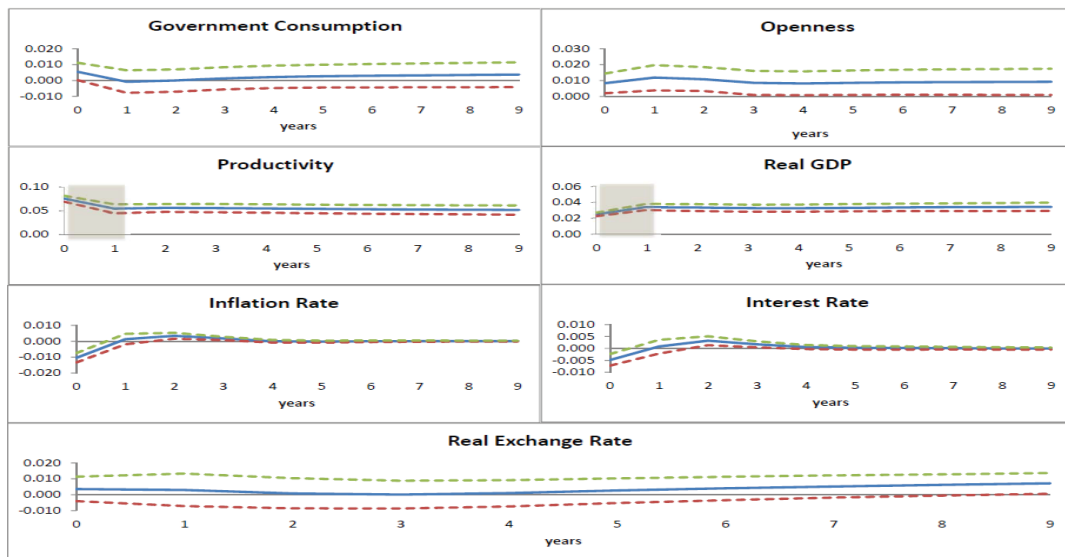 Government Consumption
0.020
0.010
0.000
-0.010
0 1 2 3 4 5 6 7 8 9
years
Openness
0.030
0.020
0.010
0.000
0 1 2 3 4 5 6 7 8 9
years
Productivity
0.10
0.05
0.00
0 1 2 3 4 5 6 7 8 9
years
Real GDP
0.06
0.04
0.02
0.00
0 1 2 3 4 5 6 7 8 9
years
Inflation Rate
0.010
0.000
-0.010
-0.020
0 1 2 3 4 5 6 7 8 9
years
Interest Rate
0.010
0.005
0.000
-0.005
-0.010
0 1 2 3 4 5 6 7 8 9
years
Real Exchange Rate
0.020
0.010
0.000
-0.010
0 1 2 3 4 5 6 7 8 9
years